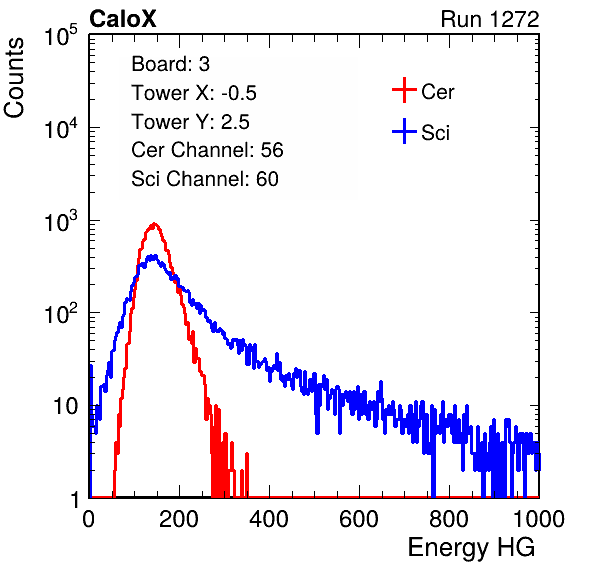 CaloX Run 1272
Counts
10^5
10^4
10^3
10^2
10
1
Board: 3
Tower X: -0.5
Tower Y: 2.5
Cer Channel: 56
Sci Channel: 60
Cer
Sci
0 200 400 600 800 1000
Energy HG